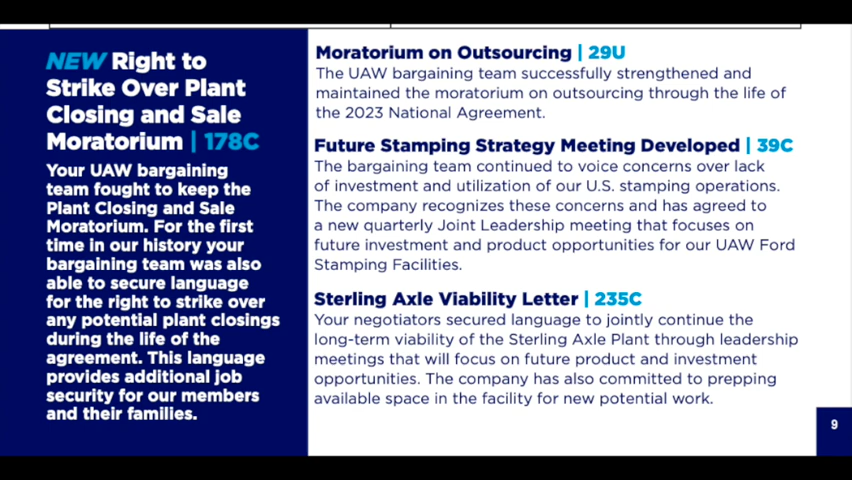 NEW Right to
Strike Over Plant
Closing and Sale
Moratorium | 178C
Your UAW bargaining
team fought to keep the
Plant Closing and Sale
Moratorium. For the first
time in our history your
bargaining team was also
able to secure language
for the right to strike over
any potential plant closings
during the life of the
agreement. This language
provides additional job
security for our members
and their families.
Moratorium on Outsourcing | 29U
The UAW bargaining team successfully strengthened and
maintained the moratorium on outsourcing through the life of
the 2023 National Agreement.
Future Stamping Strategy Meeting Developed | 39C
The bargaining team continued to voice concerns over lack
of investment and utilization of our U.S. stamping operations.
The company recognizes these concerns and has agreed to
a new quarterly Joint Leadership meeting that focuses on
future investment and product opportunities for our UAW Ford
Stamping Facilities.
Sterling Axle Viability Letter | 235C
Your negotiators secured language to jointly continue the
long-term viability of the Sterling Axle Plant through leadership
meetings that will focus on future product and investment
opportunities. The company has also committed to prepping
available space in the facility for new potential work.
9